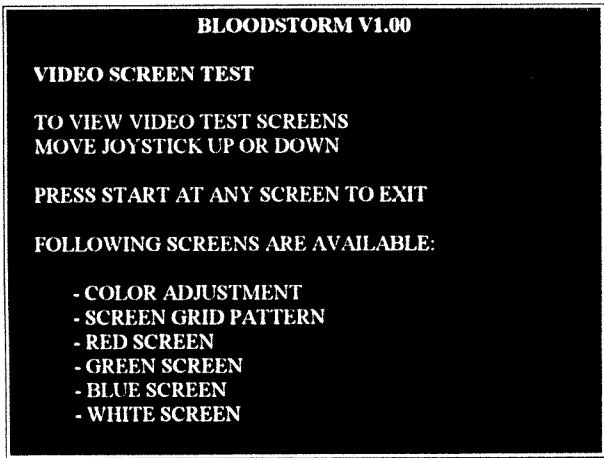 BLOODSTORM V1.00
VIDEO SCREEN TEST
TO VIEW VIDEO TEST SCREENS
MOVE JOYSTICK UP OR DOWN
PRESS START AT ANY SCREEN TO EXIT
FOLLOWING SCREENS ARE AVAILABLE:
- COLOR ADJUSTMENT
- SCREEN GRID PATTERN
- RED SCREEN
- GREEN SCREEN
- BLUE SCREEN
- WHITE SCREEN